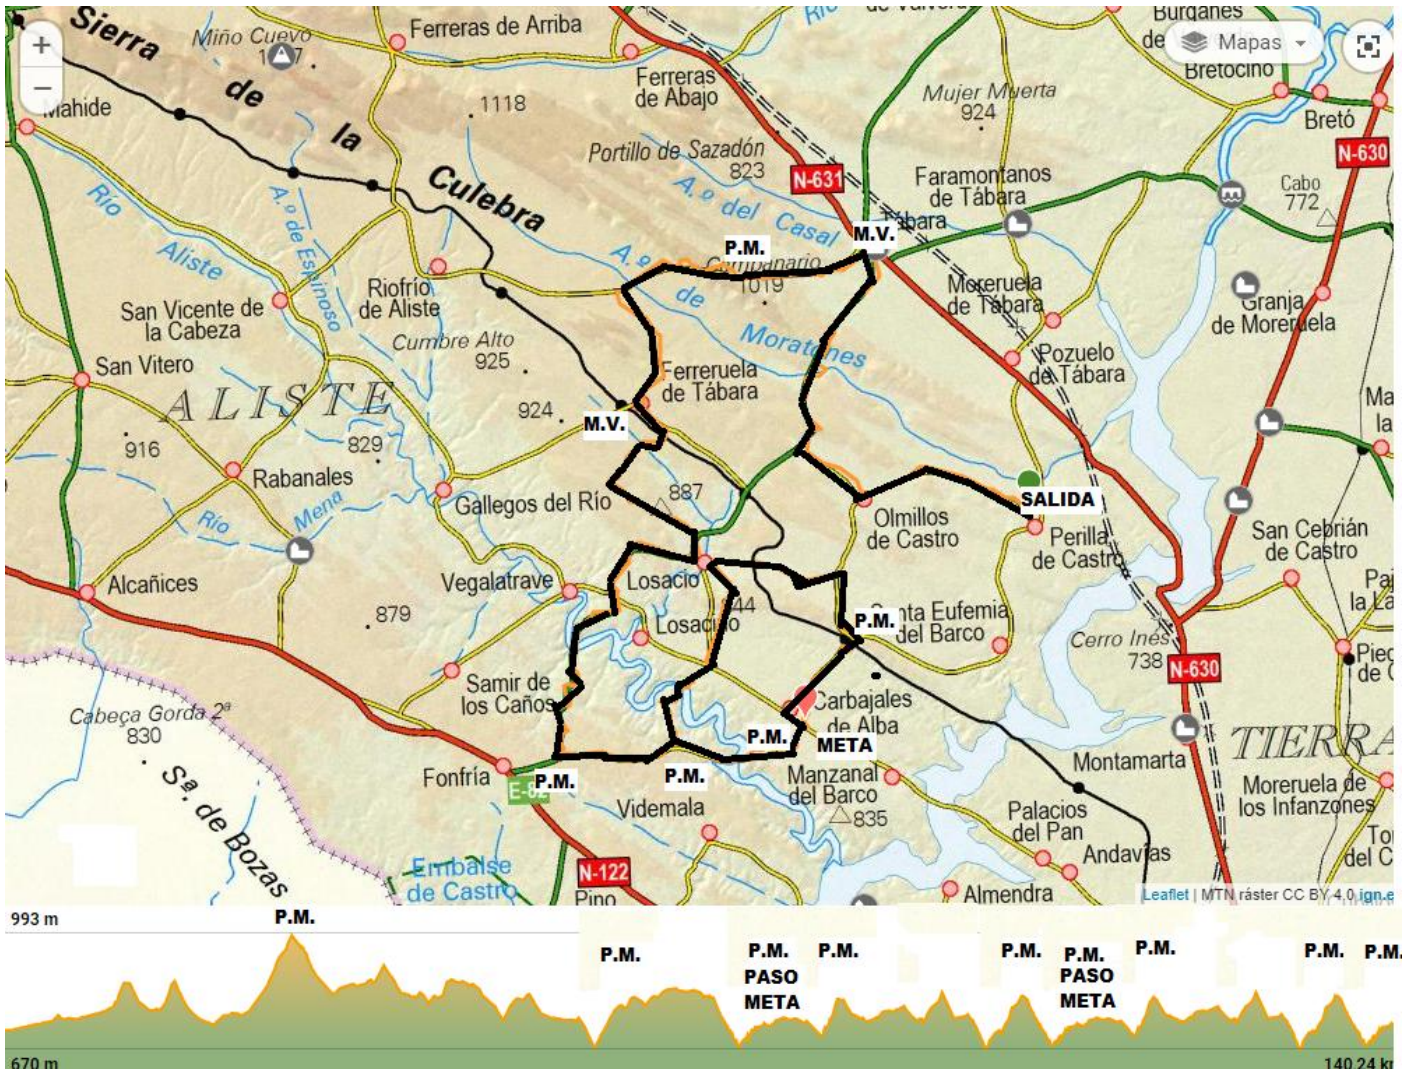 Sierra
de
la
Culebra
Miño Cuevo
Ferreras de Arriba
Burganes
Mapas
Bretocino
+
−
Mahide
1118
Ferreras
de Abajo
Mujer Muerta
924
Bretó
N-630
Portillo de Sazadón
823
N-631
Faramontanos
de Tábara
Cabo
772
Río
Aliste
A.º de Espinoso
A.º del Casal
Tábara
M.V.
P.M.
Campanario
1019
A.º
de
Moratones
Riofrío
de Aliste
San Vicente de
la Cabeza
Moreruela
de Tábara
Granja
de Moreruela
Cumbre Alto
925
San Vitero
Ferreruela
de Tábara
Pozuelo
de Tábara
ALISTE
924
M.V.
916
829
Rabanales
Gallegos del Río
887
SALIDA
Olmillos
de Castro
Perilla
de Castro
San Cebrián
de Castro
Río
Mena
Alcañices
Vegalatrave
Losacio
Losacino
879
P.M.
Santa Eufemia
del Barco
Cerro Inés
738
N-630
Samir de
los Caños
Carbajales
de Alba
Cabeça Gorda 2ª
830
P.M.
META
Montamarta
TIERRA
Fonfría
E-82
P.M.
P.M.
Manzanal
del Barco
Moreruela de
los Infanzones
Sª. de Bozas
Videmala
835
Palacios
del Pan
Andavías
Embalse
de Castro
N-122
Pino
Almendra
Leaflet | MTN ráster CC BY 4.0 ign.e
993 m
P.M.
P.M.
P.M.
PASO
META
P.M.
P.M.
P.M.
PASO
META
P.M.
P.M.
P.M.
670 m
140.24 km